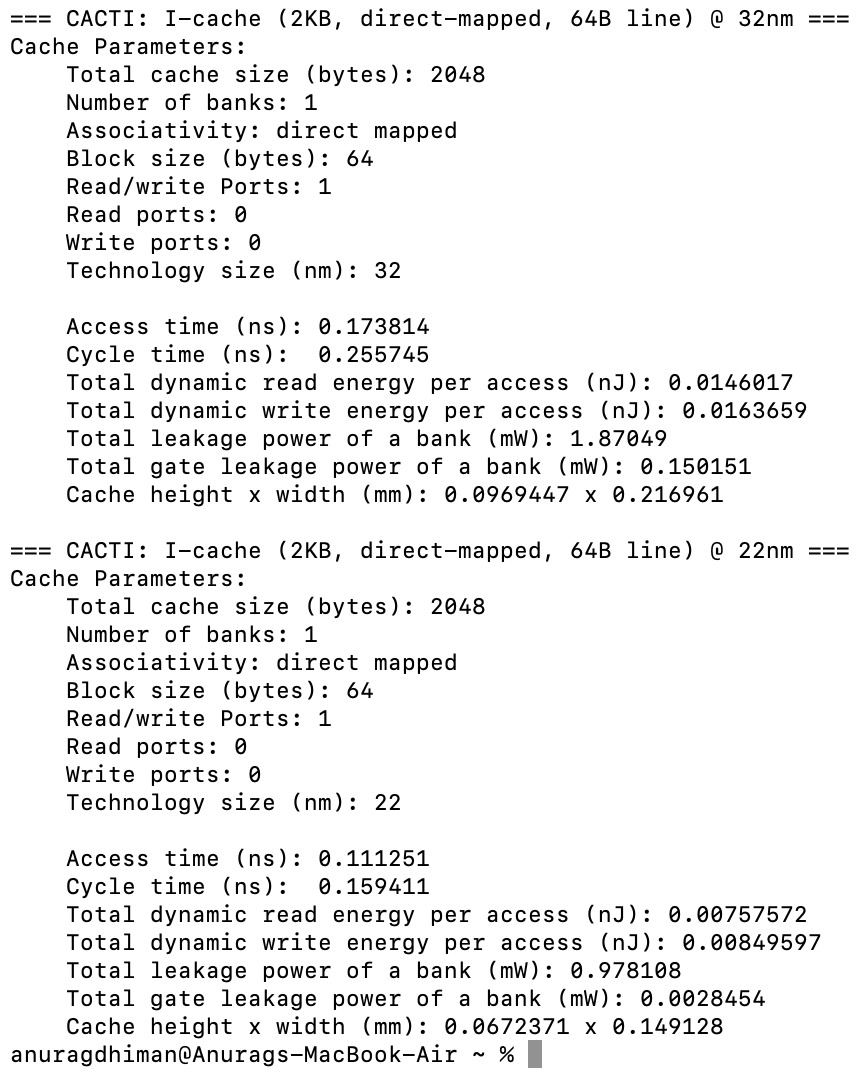 === CACTI: I-cache (2KB, direct-mapped, 64B line) @ 32nm ===
Cache Parameters:
    Total cache size (bytes): 2048
    Number of banks: 1
    Associativity: direct mapped
    Block size (bytes): 64
    Read/write Ports: 1
    Read ports: 0
    Write ports: 0
    Technology size (nm): 32

    Access time (ns): 0.173814
    Cycle time (ns):  0.255745
    Total dynamic read energy per access (nJ): 0.0146017
    Total dynamic write energy per access (nJ): 0.0163659
    Total leakage power of a bank (mW): 1.87049
    Total gate leakage power of a bank (mW): 0.150151
    Cache height x width (mm): 0.0969447 x 0.216961

=== CACTI: I-cache (2KB, direct-mapped, 64B line) @ 22nm ===
Cache Parameters:
    Total cache size (bytes): 2048
    Number of banks: 1
    Associativity: direct mapped
    Block size (bytes): 64
    Read/write Ports: 1
    Read ports: 0
    Write ports: 0
    Technology size (nm): 22

    Access time (ns): 0.111251
    Cycle time (ns):  0.159411
    Total dynamic read energy per access (nJ): 0.00757572
    Total dynamic write energy per access (nJ): 0.00849597
    Total leakage power of a bank (mW): 0.978108
    Total gate leakage power of a bank (mW): 0.0028454
    Cache height x width (mm): 0.0672371 x 0.149128
anuragdhiman@Anurags-MacBook-Air ~ %